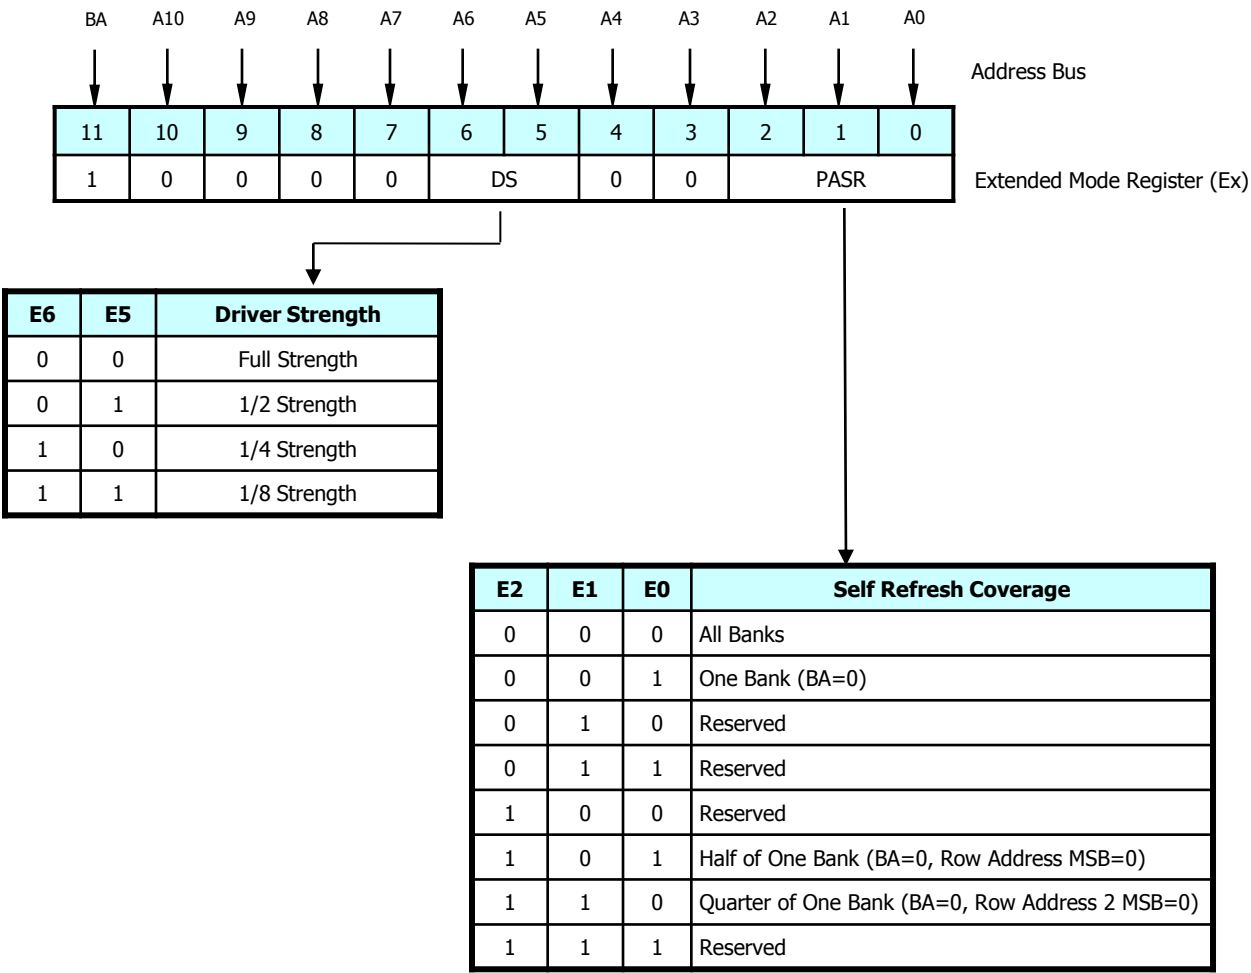 BA A10 A9 A8 A7 A6 A5 A4 A3 A2 A1 A0
Address Bus
11 10 9 8 7 6 5 4 3 2 1 0
1 0 0 0 0 DS 0 0 PASR Extended Mode Register (Ex)
E6 E5 Driver Strength
0 0 Full Strength
0 1 1/2 Strength
1 0 1/4 Strength
1 1 1/8 Strength
E2 E1 E0 Self Refresh Coverage
0 0 0 All Banks
0 0 1 One Bank (BA=0)
0 1 0 Reserved
0 1 1 Reserved
1 0 0 Reserved
1 0 1 Half of One Bank (BA=0, Row Address MSB=0)
1 1 0 Quarter of One Bank (BA=0, Row Address 2 MSB=0)
1 1 1 Reserved